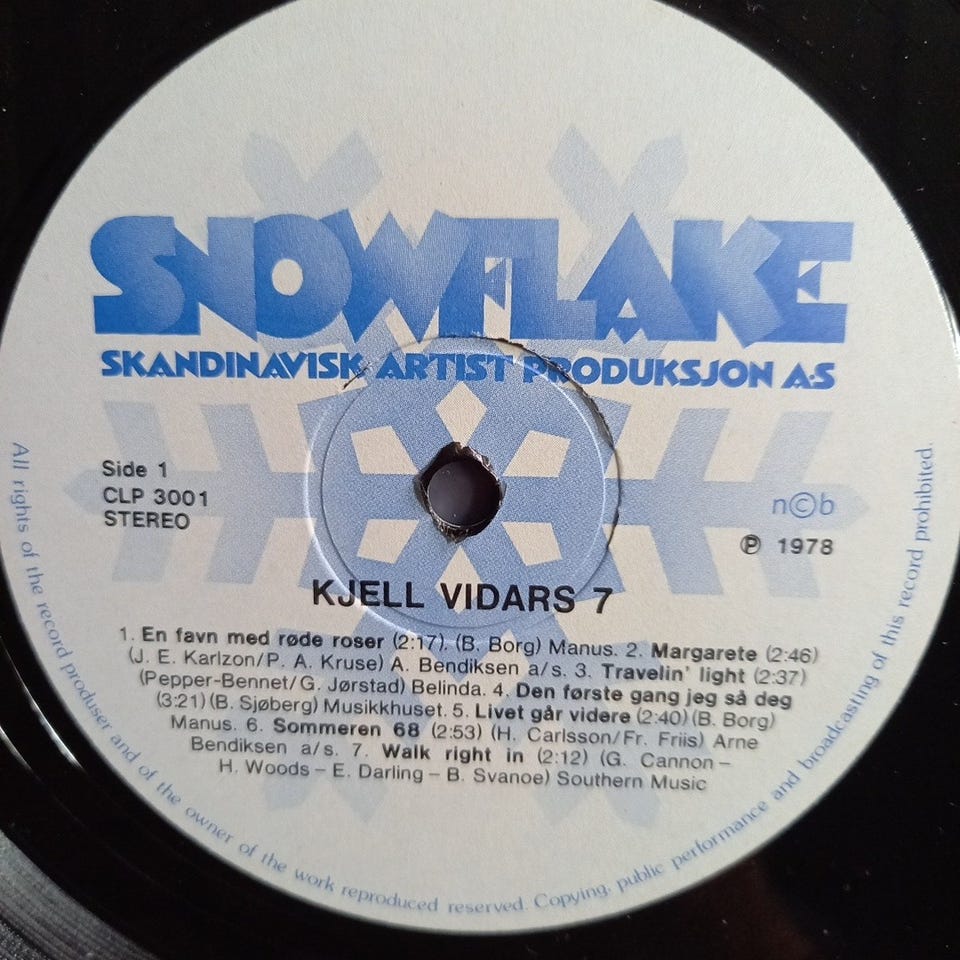 SNOWFLAKE
SKANDINAVISK ARTIST PRODUKSJON A·S
Side 1
CLP 3001
STEREO
n©b
℗ 1978
KJELL VIDARS 7
1. En favn med røde roser (2:17). (B. Borg) Manus. 2. Margarete (2:46)
(J. E. Karlzon/P. A. Kruse) A. Bendiksen a/s. 3. Travelin' light (2:37)
(Pepper-Bennet/G. Jørstad) Belinda. 4. Den første gang jeg så deg
(3:21) (B. Sjøberg) Musikkhuset. 5. Livet går videre (2:40) (B. Borg)
Manus. 6. Sommeren 68 (2:53) (H. Carlsson/Fr. Friis) Arne
Bendiksen a/s. 7. Walk right in (2:12) (G. Cannon –
H. Woods – E. Darling – B. Svanoe) Southern Music
All rights of the record produser and of the owner of the work reproduced reserved. Copying, public performance and broadcasting of this record prohibited.